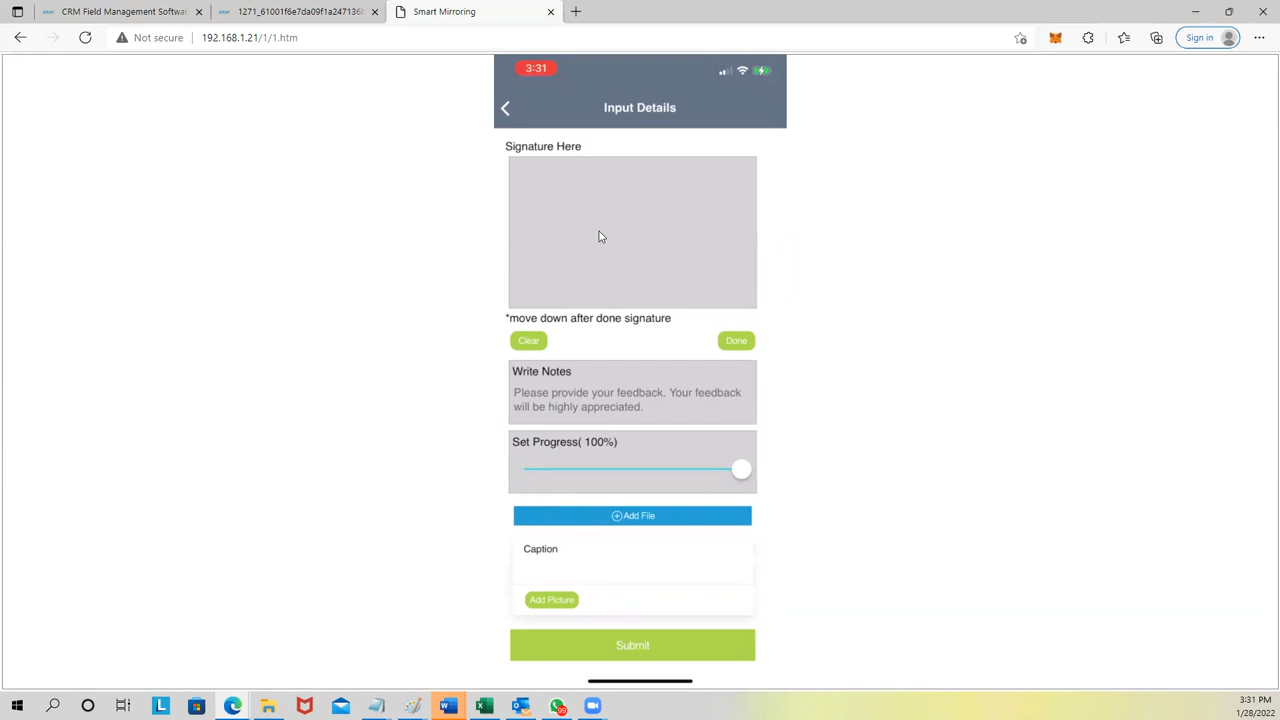 CRM Field Management Softwa
1271_61001f6e7da09f1a247136
Smart Mirroring
Not secure
192.168.1.21/1/1.htm
Sign in
3:31
Input Details
Signature Here
*move down after done signature
Clear
Done
Write Notes
Please provide your feedback. Your feedback
will be highly appreciated.
Set Progress( 100%)
Add File
Caption
Add Picture
Submit
99
3:31 PM
1/28/2022